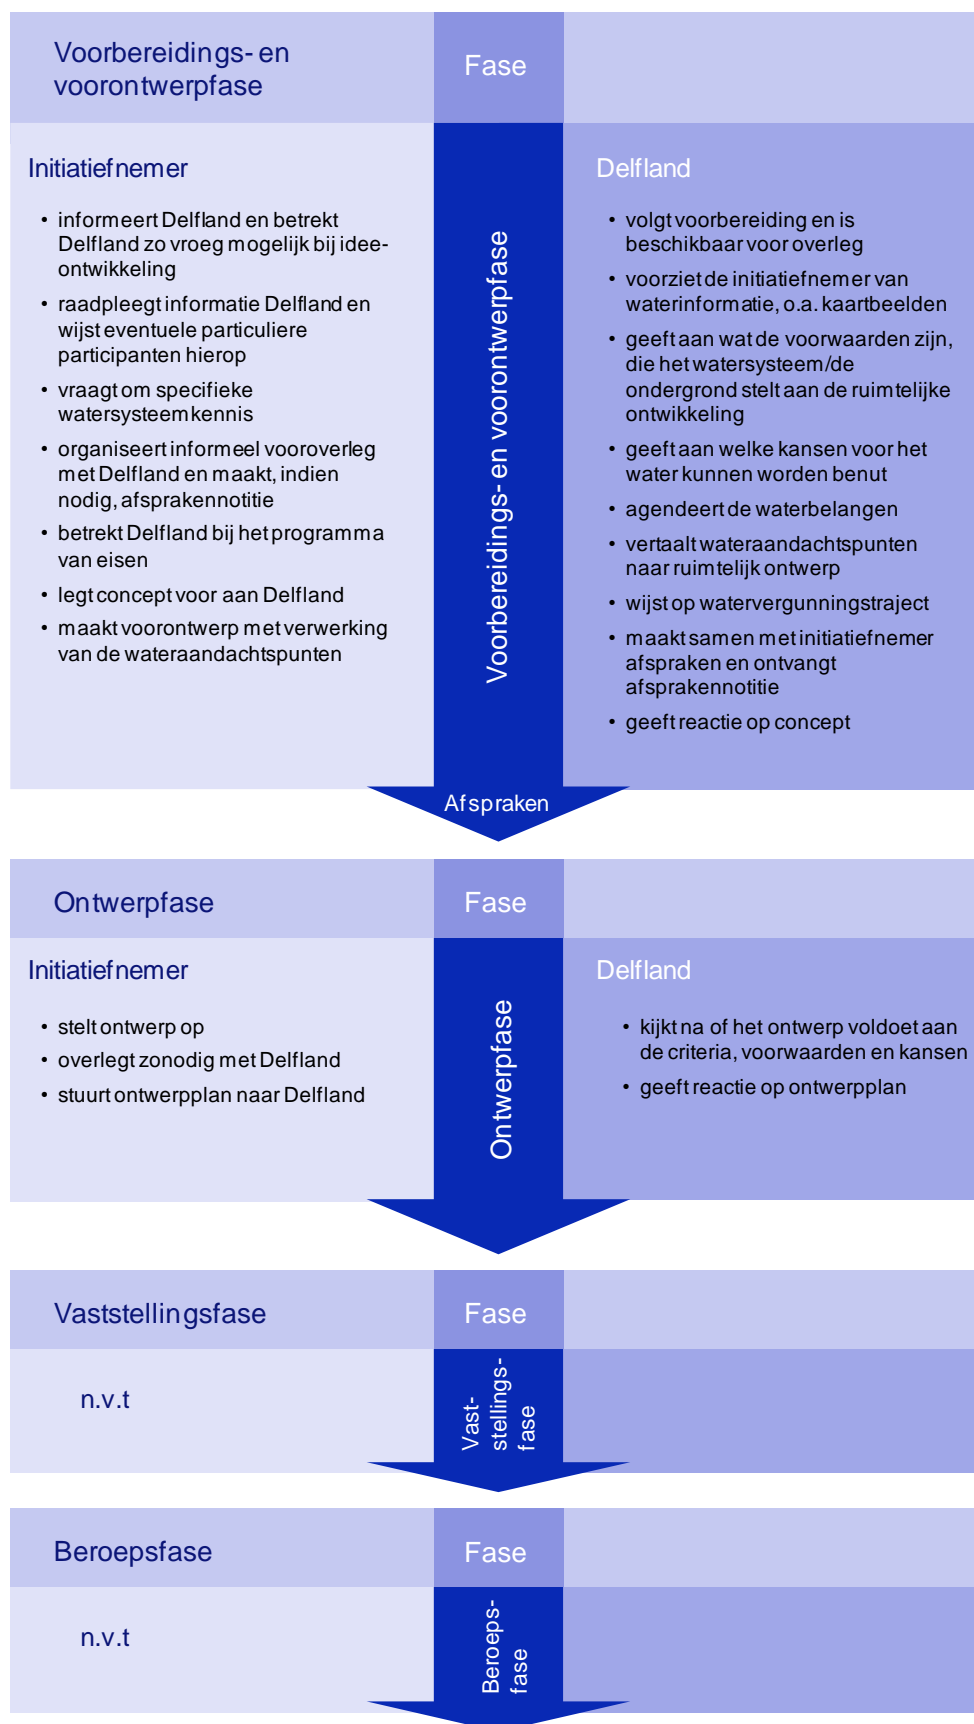 Voorbereidings- en
voorontwerpfase
Fase
Initiatiefnemer
• informeert Delfland en betrekt
Delfland zo vroeg mogelijk bij idee-
ontwikkeling
• raadpleegt informatie Delfland en
wijst eventuele particuliere
participanten hierop
• vraagt om specifieke
watersysteemkennis
• organiseert informeel vooroverleg
met Delfland en maakt, indien
nodig, afsprakennotitie
• betrekt Delfland bij het programma
van eisen
• legt concept voor aan Delfland
• maakt voorontwerp met verwerking
van de wateraandachtspunten
Voorbereidings- en voorontwerpfase
Afspraken
Delfland
• volgt voorbereiding en is
beschikbaar voor overleg
• voorziet de initiatiefnemer van
waterinformatie, o.a. kaartbeelden
• geeft aan wat de voorwaarden zijn,
die het watersysteem/de
ondergrond stelt aan de ruimtelijke
ontwikkeling
• geeft aan welke kansen voor het
water kunnen worden benut
• agendeert de waterbelangen
• vertaalt wateraandachtspunten
naar ruimtelijk ontwerp
• wijst op watervergunningstraject
• maakt samen met initiatiefnemer
afspraken en ontvangt
afsprakennotitie
• geeft reactie op concept
Ontwerpfase
Fase
Initiatiefnemer
• stelt ontwerp op
• overlegt zonodig met Delfland
• stuurt ontwerpplan naar Delfland
Ontwerpfase
Delfland
• kijkt na of het ontwerp voldoet aan
de criteria, voorwaarden en kansen
• geeft reactie op ontwerpplan
Vaststellingsfase
Fase
n.v.t
Vast-
stellings-
fase
Beroepsfase
Fase
n.v.t
Beroeps-
fase